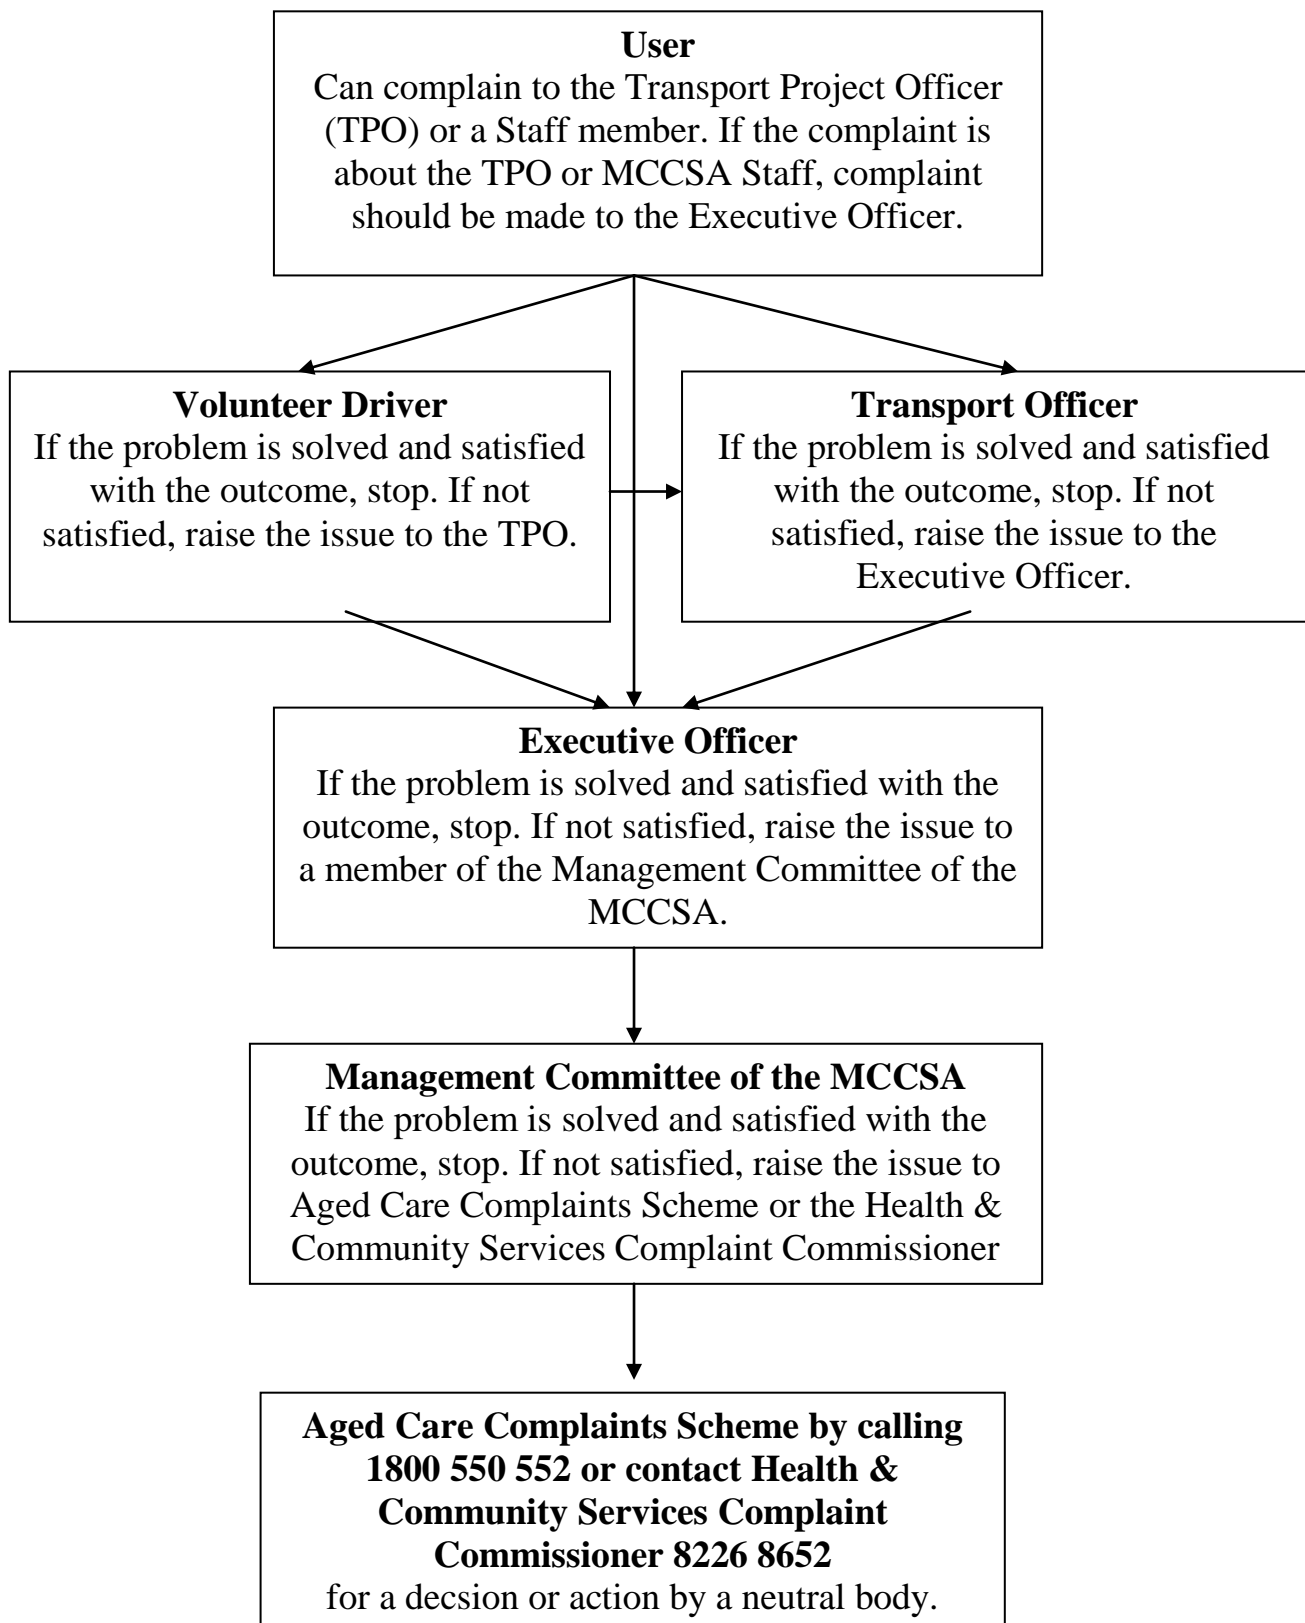 User
Can complain to the Transport Project Officer
(TPO) or a Staff member. If the complaint is
about the TPO or MCCSA Staff, complaint
should be made to the Executive Officer.
Volunteer Driver
If the problem is solved and satisfied
with the outcome, stop. If not
satisfied, raise the issue to the TPO.
Transport Officer
If the problem is solved and satisfied
with the outcome, stop. If not
satisfied, raise the issue to the
Executive Officer.
Executive Officer
If the problem is solved and satisfied with the
outcome, stop. If not satisfied, raise the issue to
a member of the Management Committee of the
MCCSA.
Management Committee of the MCCSA
If the problem is solved and satisfied with the
outcome, stop. If not satisfied, raise the issue to
Aged Care Complaints Scheme or the Health &
Community Services Complaint Commissioner
Aged Care Complaints Scheme by calling
1800 550 552 or contact Health &
Community Services Complaint
Commissioner 8226 8652
for a decsion or action by a neutral body.